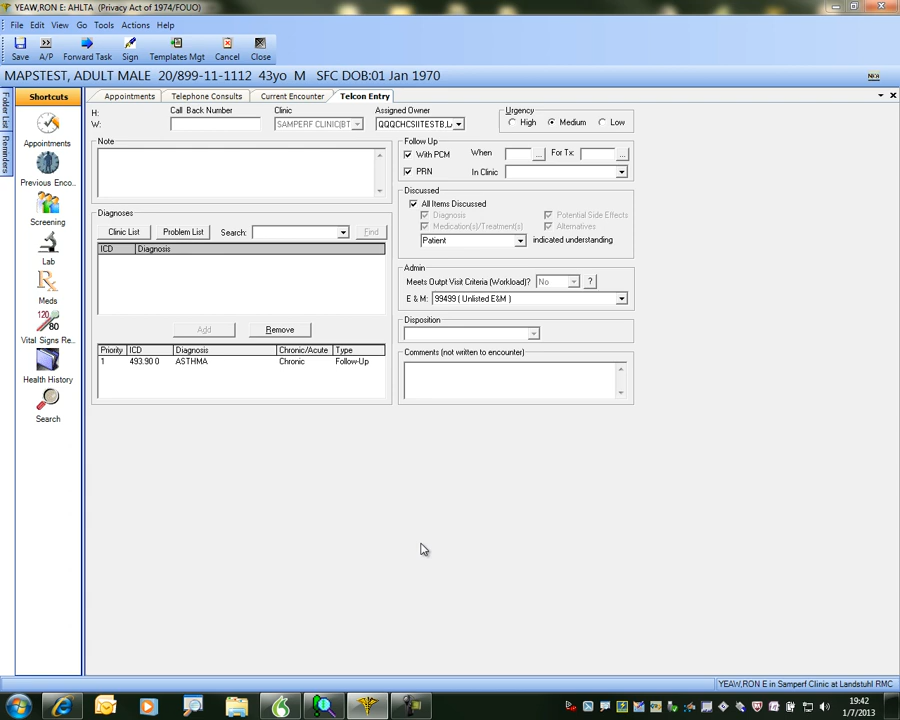 YEAW,RON E: AHLTA (Privacy Act of 1974/FOUO)
File Edit View Go Tools Actions Help
Save A/P Forward Task Sign Templates Mgt Cancel Close
MAPSTEST, ADULT MALE 20/899-11-1112 43yo M SFC DOB:01 Jan 1970
Folder List
Reminders
Shortcuts
Appointments
Previous Enco..
Screening
Lab
Meds
120
80
Vital Signs Re..
Health History
Search
Appointments Telephone Consults Current Encounter Telcon Entry
H:
W:
Call Back Number
Clinic
SAMPERF CLINIC(BT
Assigned Owner
QQQCHCSIITESTB,L
Urgency
High Medium Low
Note
Follow Up
With PCM When ... For Tx: ...
PRN In Clinic
Discussed
All Items Discussed
Diagnosis Potential Side Effects
Medication(s)/Treatment(s) Alternatives
Patient indicated understanding
Diagnoses
Clinic List Problem List Search: Find
ICD Diagnosis
Add Remove
Priority ICD Diagnosis Chronic/Acute Type
1 493.90 0 ASTHMA Chronic Follow-Up
Admin
Meets Outpt Visit Criteria (Workload)? No ?
E & M: 99499 ( Unlisted E&M )
Disposition
Comments (not written to encounter)
YEAW,RON E in Samperf Clinic at Landstuhl RMC
19:42
1/7/2013